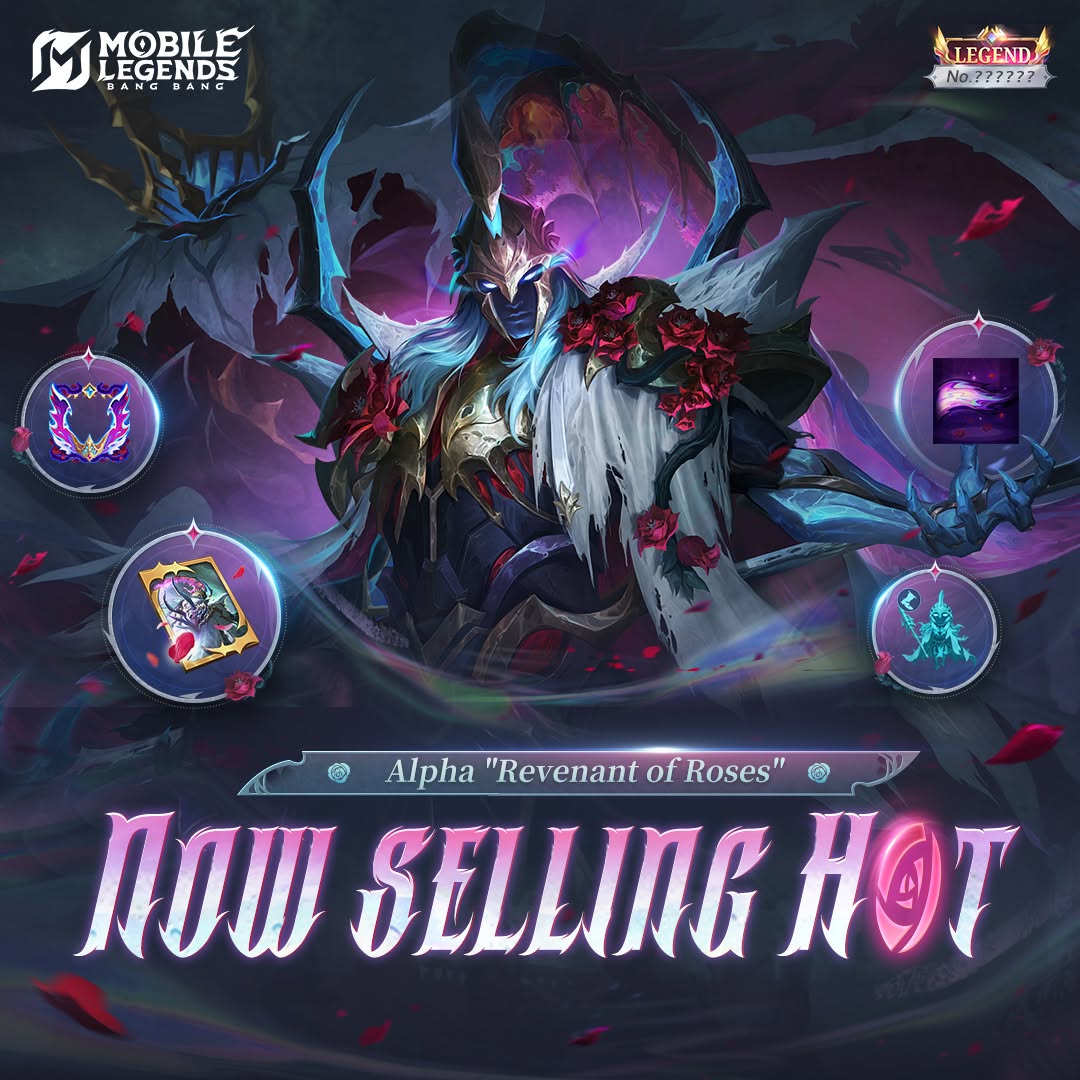 MOBILE
LEGENDS
BANG BANG
LEGEND
No.??????
Alpha "Revenant of Roses"
NOW SELLING HOT